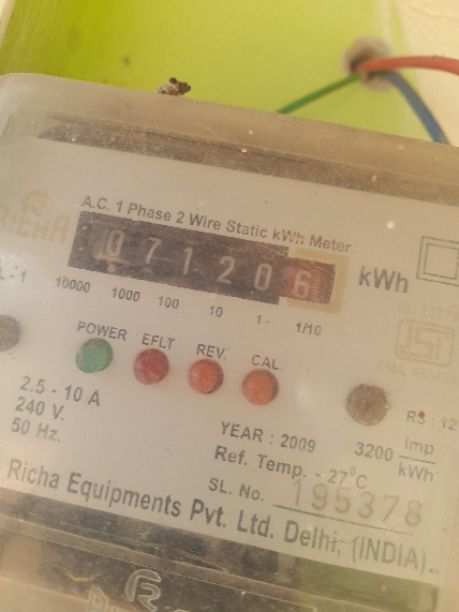 A.C. 1 Phase 2 Wire Static kWh Meter.
RICHA
071206 kWh
10000 1000 100 10 1 1/10
POWER EFLT REV. CAL.
2.5 - 10 A
240 V.
50 Hz.
YEAR : 2009
3200 Imp
kWh
Ref. Temp. - 27°C
SL. No. 195378
Richa Equipments Pvt. Ltd. Delhi, (INDIA)